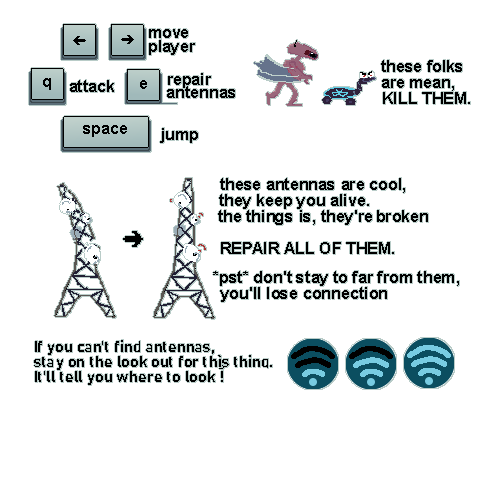 ← → move
player
q attack e repair
antennas
space jump
these folks
are mean,
KILL THEM.
these antennas are cool,
they keep you alive.
the things is, they're broken
REPAIR ALL OF THEM.
*pst* don't stay to far from them,
you'll lose connection
If you can't find antennas,
stay on the look out for this thing.
It'll tell you where to look !